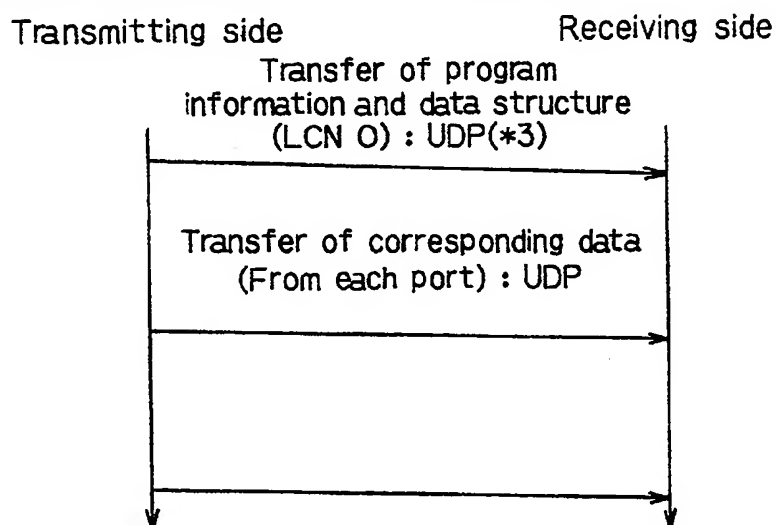 Transmitting side
Receiving side
Transfer of program
information and data structure
(LCN 0) : UDP(*3)
Transfer of corresponding data
(From each port) : UDP